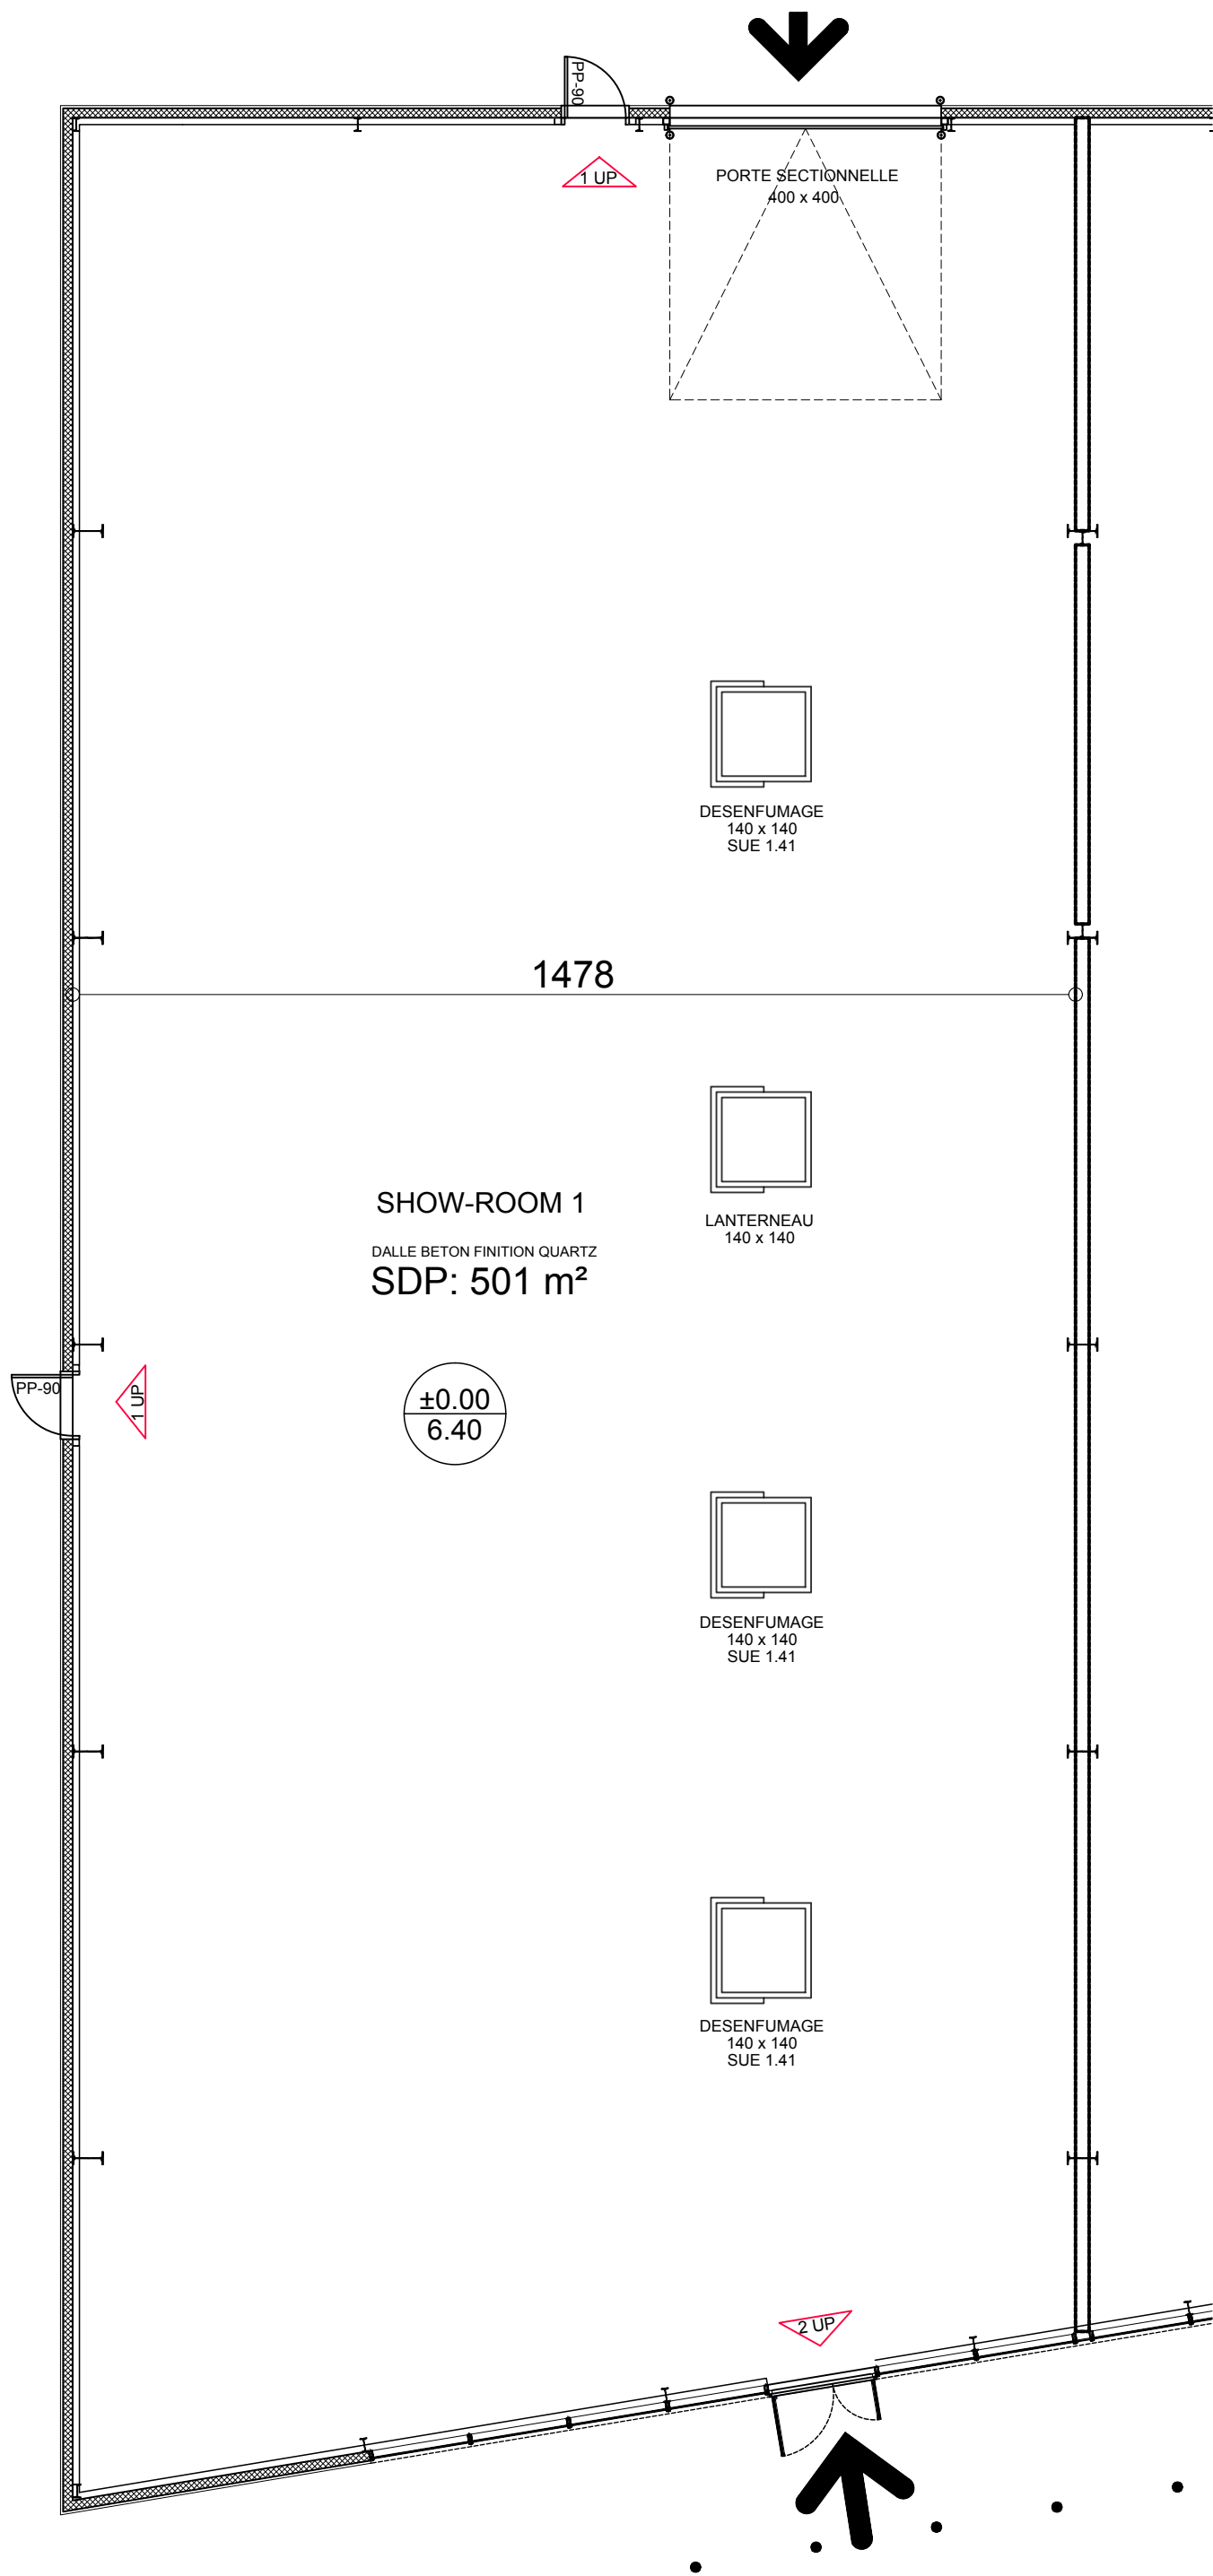 PP-90
1 UP
PORTE SECTIONNELLE
400 x 400
DESENFUMAGE
140 x 140
SUE 1.41
1478
SHOW-ROOM 1
DALLE BETON FINITION QUARTZ
SDP: 501 m²
LANTERNEAU
140 x 140
PP-90
1 UP
±0.00
6.40
DESENFUMAGE
140 x 140
SUE 1.41
DESENFUMAGE
140 x 140
SUE 1.41
2 UP